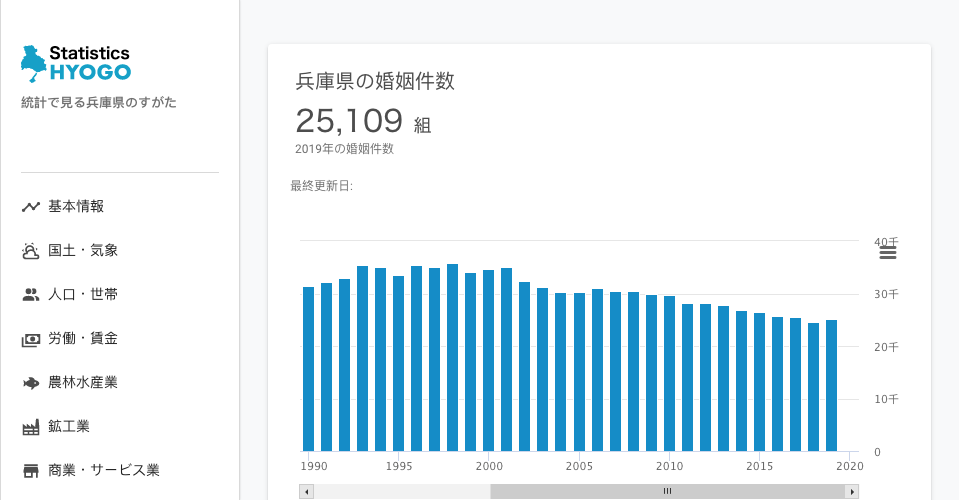 Statistics
HYOGO
統計で見る兵庫県のすがた
基本情報
国土・気象
人口・世帯
労働・賃金
農林水産業
鉱工業
商業・サービス業
兵庫県の婚姻件数
25,109 組
2019年の婚姻件数
最終更新日:
40千
30千
20千
10千
0
1990 1995 2000 2005 2010 2015 2020